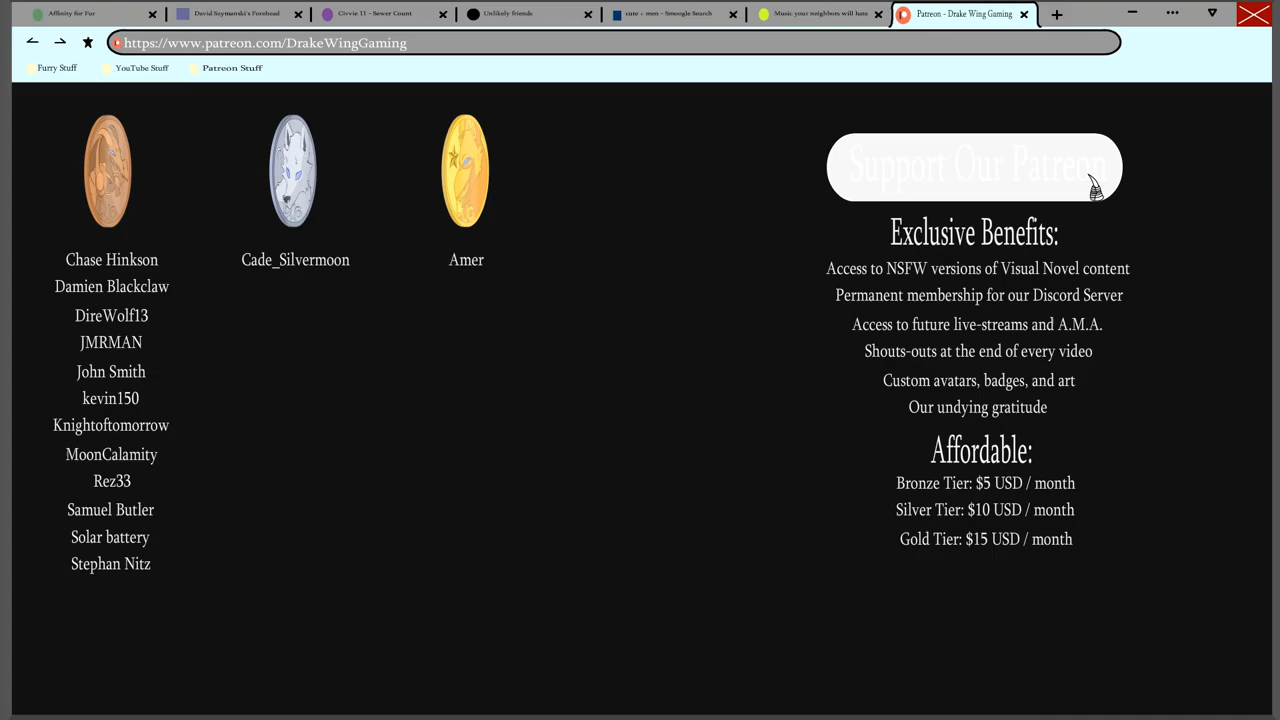 Affinity for Fur
David Szymanski's Forehead
Civvie 11 - Sewer Count
Unlikely friends
cute + men - Smoogle Search
Music your neighbors will hate
Patreon - Drake Wing Gaming
https://www.patreon.com/DrakeWingGaming
Furry Stuff
YouTube Stuff
Patreon Stuff
Chase Hinkson
Damien Blackclaw
DireWolf13
JMRMAN
John Smith
kevin150
Knightoftomorrow
MoonCalamity
Rez33
Samuel Butler
Solar battery
Stephan Nitz
Cade_Silvermoon
Amer
Support Our Patreon
Exclusive Benefits:
Access to NSFW versions of Visual Novel content
Permanent membership for our Discord Server
Access to future live-streams and A.M.A.
Shouts-outs at the end of every video
Custom avatars, badges, and art
Our undying gratitude
Affordable:
Bronze Tier: $5 USD / month
Silver Tier: $10 USD / month
Gold Tier: $15 USD / month